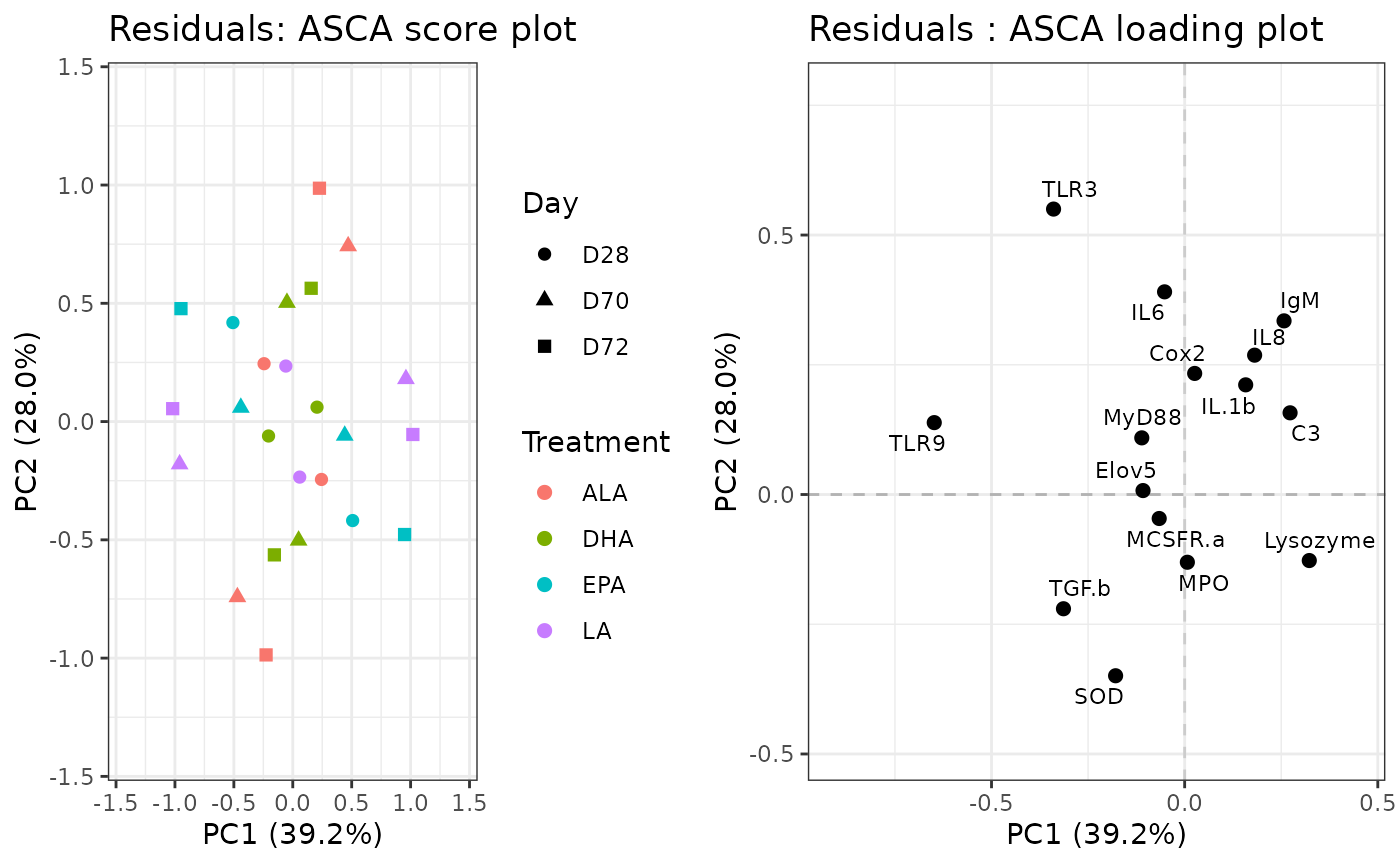 Residuals: ASCA score plot
1.5
1.0
0.5
0.0
-0.5
-1.0
-1.5
PC2 (28.0%)
-1.5 -1.0 -0.5 0.0 0.5 1.0 1.5
PC1 (39.2%)
Day
D28
D70
D72
Treatment
ALA
DHA
EPA
LA
Residuals : ASCA loading plot
0.5
0.0
-0.5
PC2 (28.0%)
TLR3
IL6
IgM
IL8
Cox2
IL.1b
MyD88
C3
TLR9
Elov5
MCSFR.a
Lysozyme
MPO
TGF.b
SOD
-0.5 0.0 0.5
PC1 (39.2%)